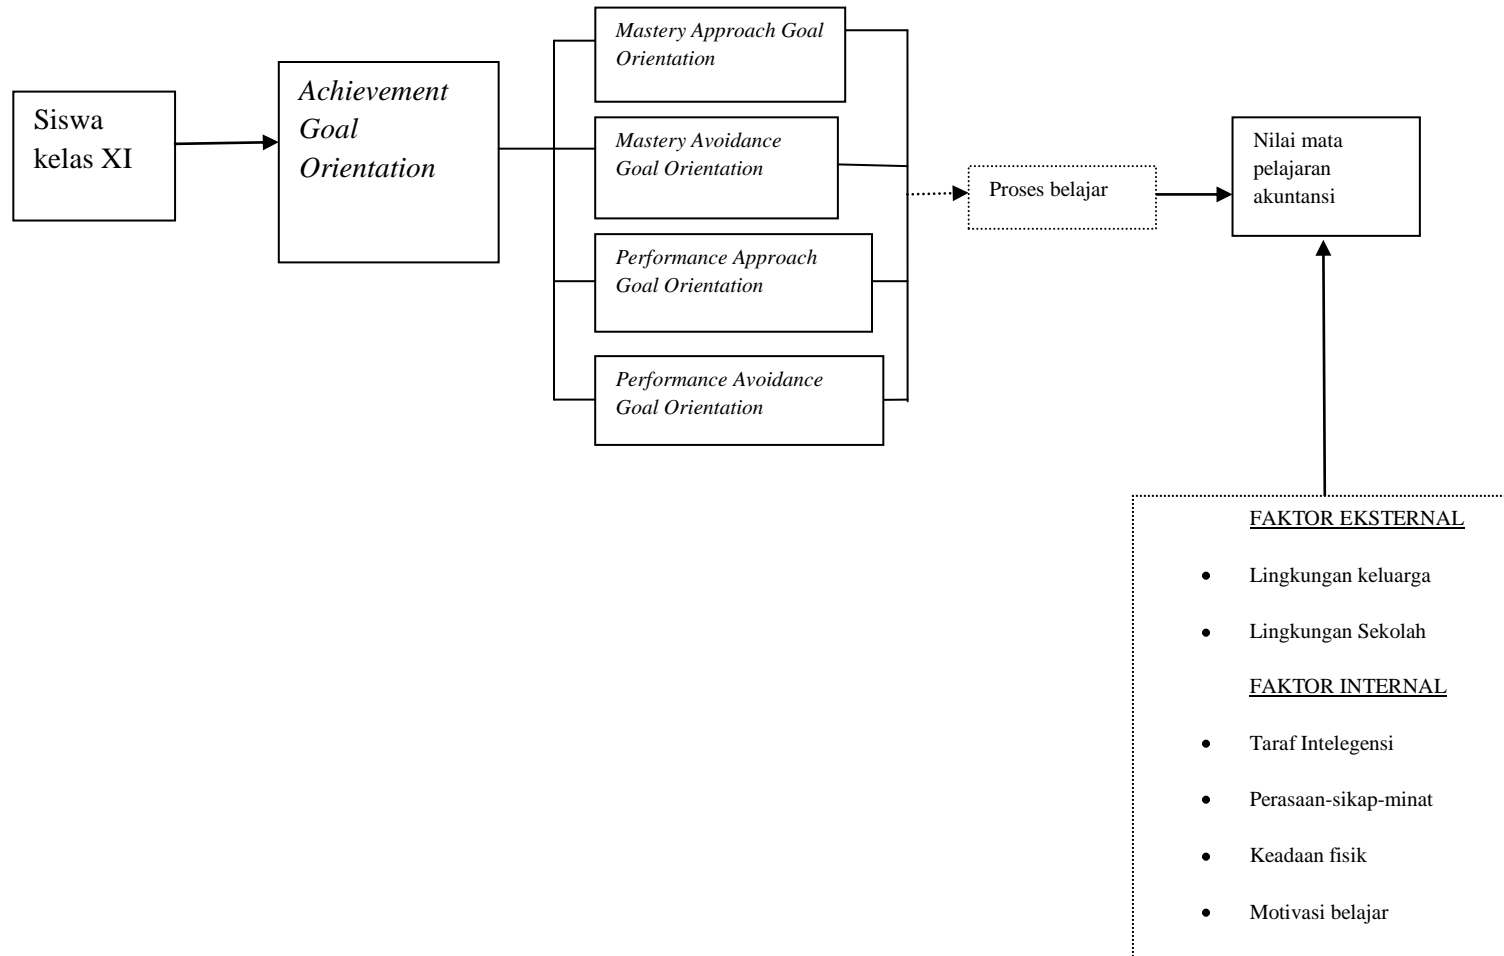 Siswa
kelas XI
Achievement
Goal
Orientation
Mastery Approach Goal
Orientation
Mastery Avoidance
Goal Orientation
Performance Approach
Goal Orientation
Performance Avoidance
Goal Orientation
Proses belajar
Nilai mata
pelajaran
akuntansi
FAKTOR EKSTERNAL
• Lingkungan keluarga
• Lingkungan Sekolah
FAKTOR INTERNAL
• Taraf Intelegensi
• Perasaan-sikap-minat
• Keadaan fisik
• Motivasi belajar